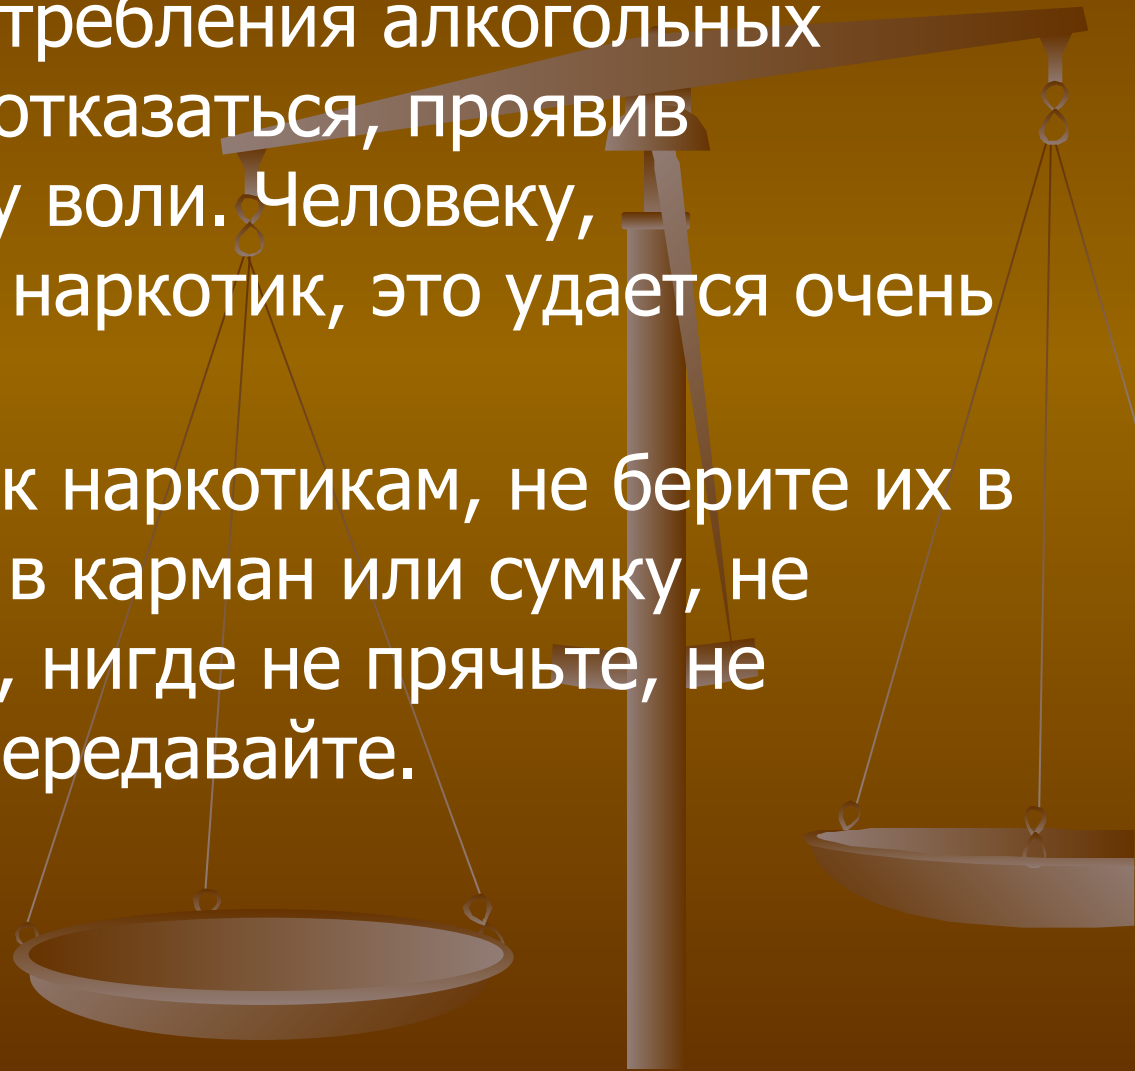 требления алкогольных
отказаться, проявив
у воли. Человеку,
наркотик, это удается очень
к наркотикам, не берите их в
в карман или сумку, не
, нигде не прячьте, не
ередавайте.